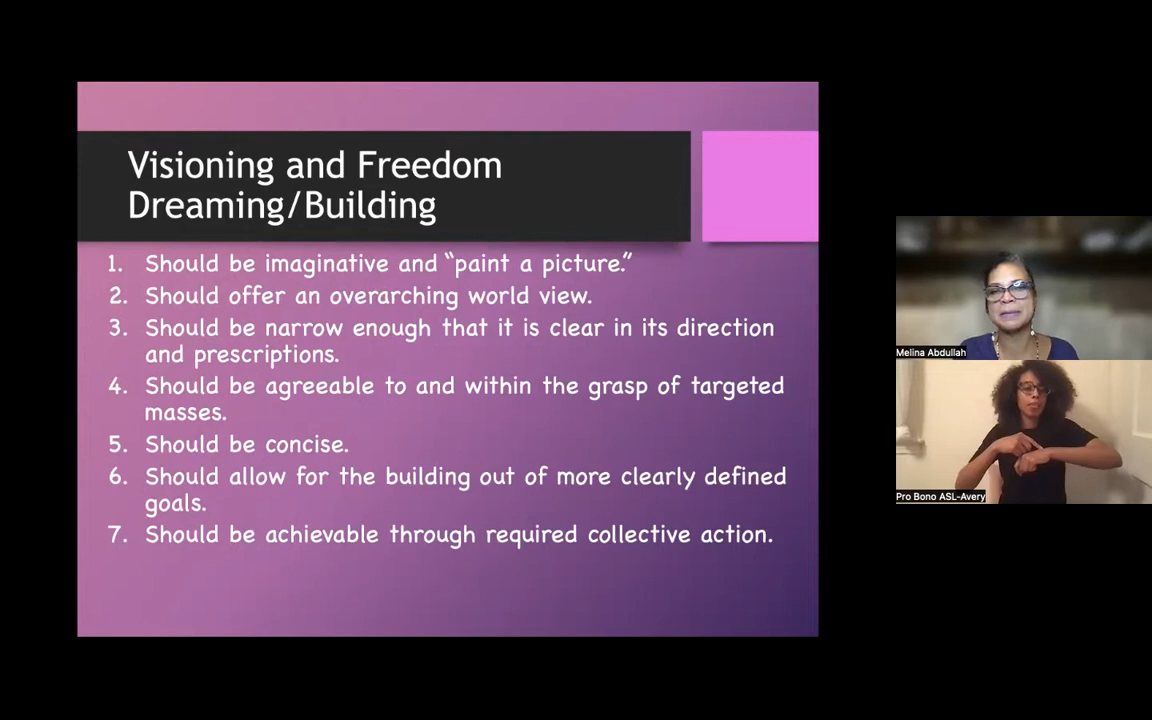 Visioning and Freedom
Dreaming/Building
1. Should be imaginative and “paint a picture.”
2. Should offer an overarching world view.
3. Should be narrow enough that it is clear in its direction
and prescriptions.
4. Should be agreeable to and within the grasp of targeted
masses.
5. Should be concise.
6. Should allow for the building out of more clearly defined
goals.
7. Should be achievable through required collective action.
Melina Abdullah
Pro Bono ASL-Avery